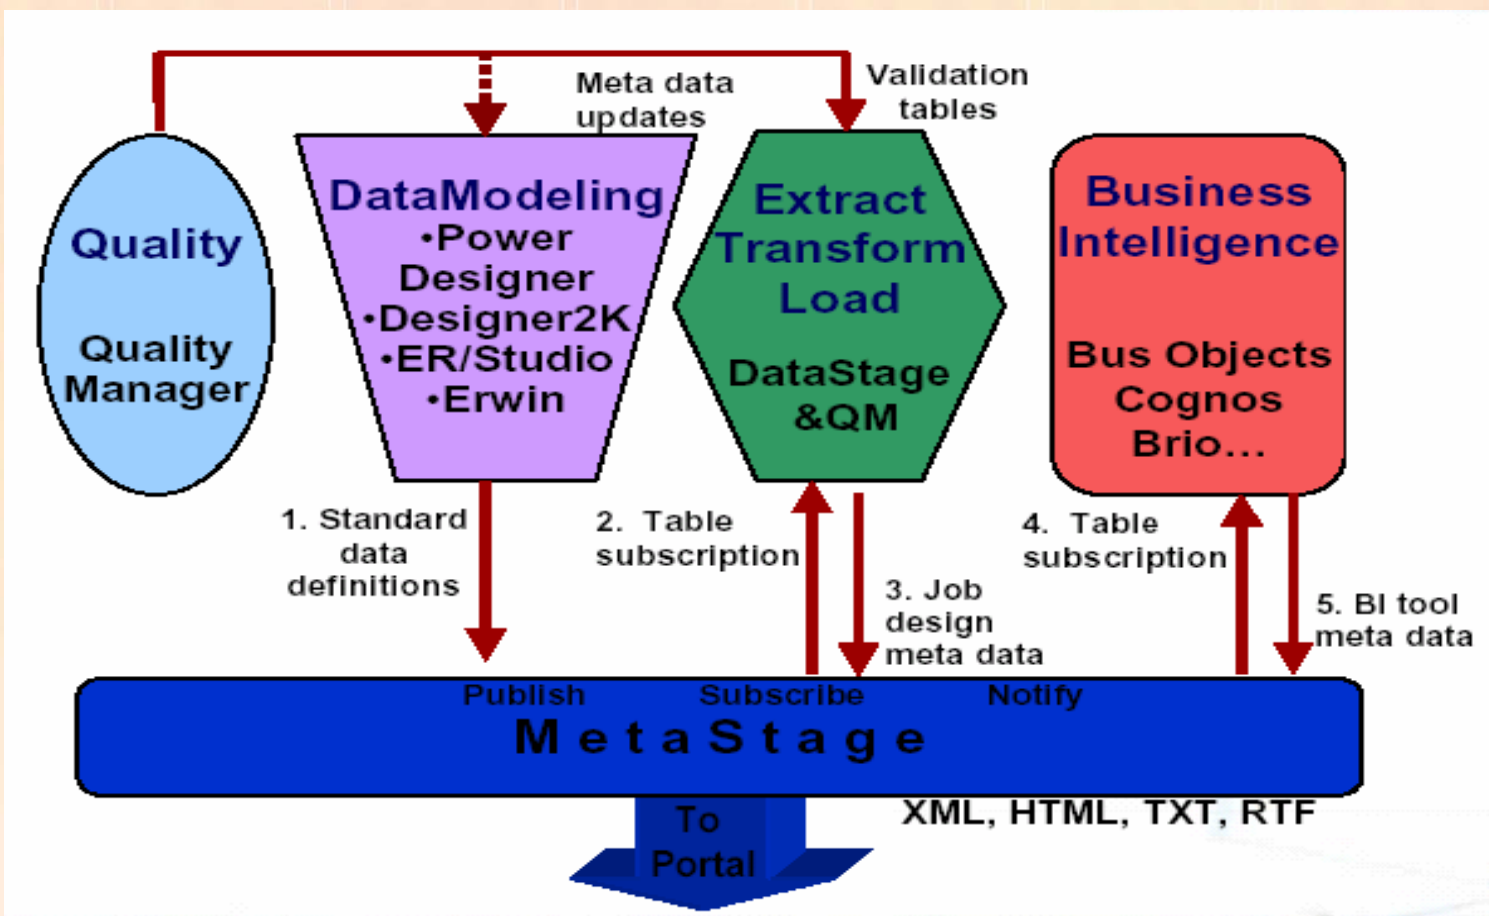 Meta data
updates
Validation
tables
Quality
Quality
Manager
DataModeling
•Power
Designer
•Designer2K
•ER/Studio
•Erwin
Extract
Transform
Load
DataStage
&QM
Business
Intelligence
Bus Objects
Cognos
Brio...
1. Standard
data
definitions
2. Table
subscription
3. Job
design
meta data
4. Table
subscription
5. BI tool
meta data
Publish Subscribe Notify
MetaStage
XML, HTML, TXT, RTF
To
Portal